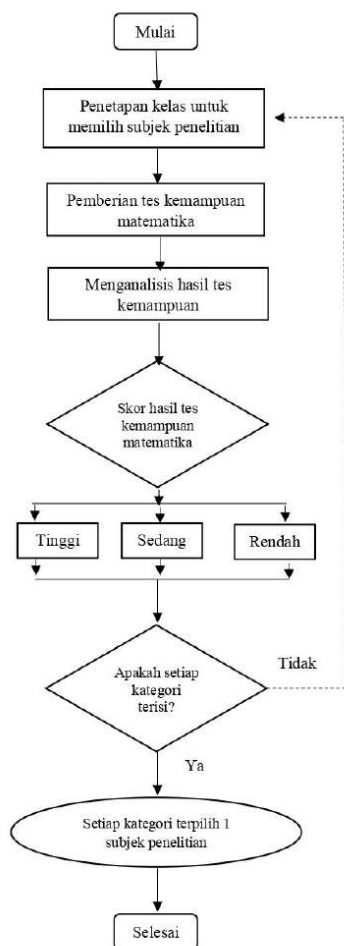 Mulai
Penetapan kelas untuk
memilih subjek penelitian
Pemberian tes kemampuan
matematika
Menganalisis hasil tes
kemampuan
Skor hasil tes
kemampuan
matematika
Tinggi
Sedang
Rendah
Apakah setiap
kategori
terisi?
Tidak
Ya
Setiap kategori terpilih 1
subjek penelitian
Selesai